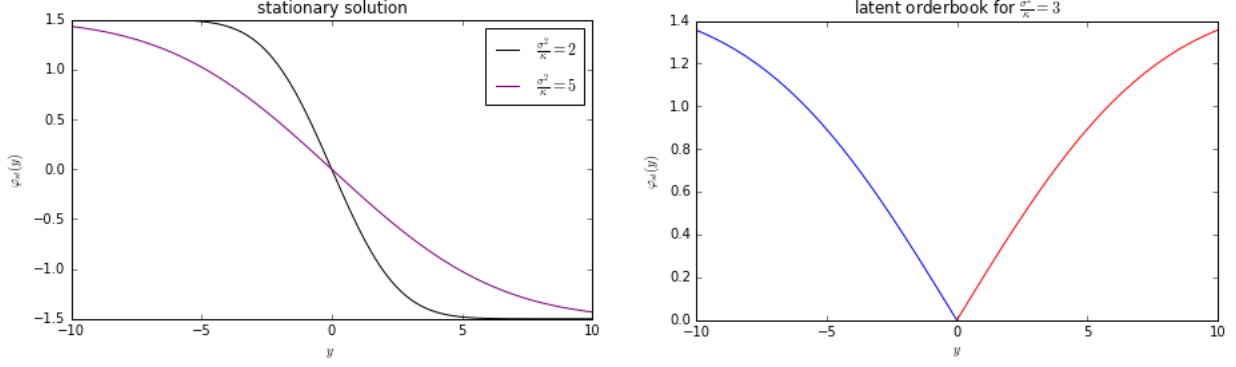 stationary solution
1.5
1.0
0.5
0.0
−0.5
−1.0
−1.5
φst(y)
σ²/κ = 2
σ²/κ = 5
−10 −5 0 5 10
y
latent orderbook for σ²/κ = 3
1.4
1.2
1.0
0.8
0.6
0.4
0.2
0.0
φst(y)
−10 −5 0 5 10
y